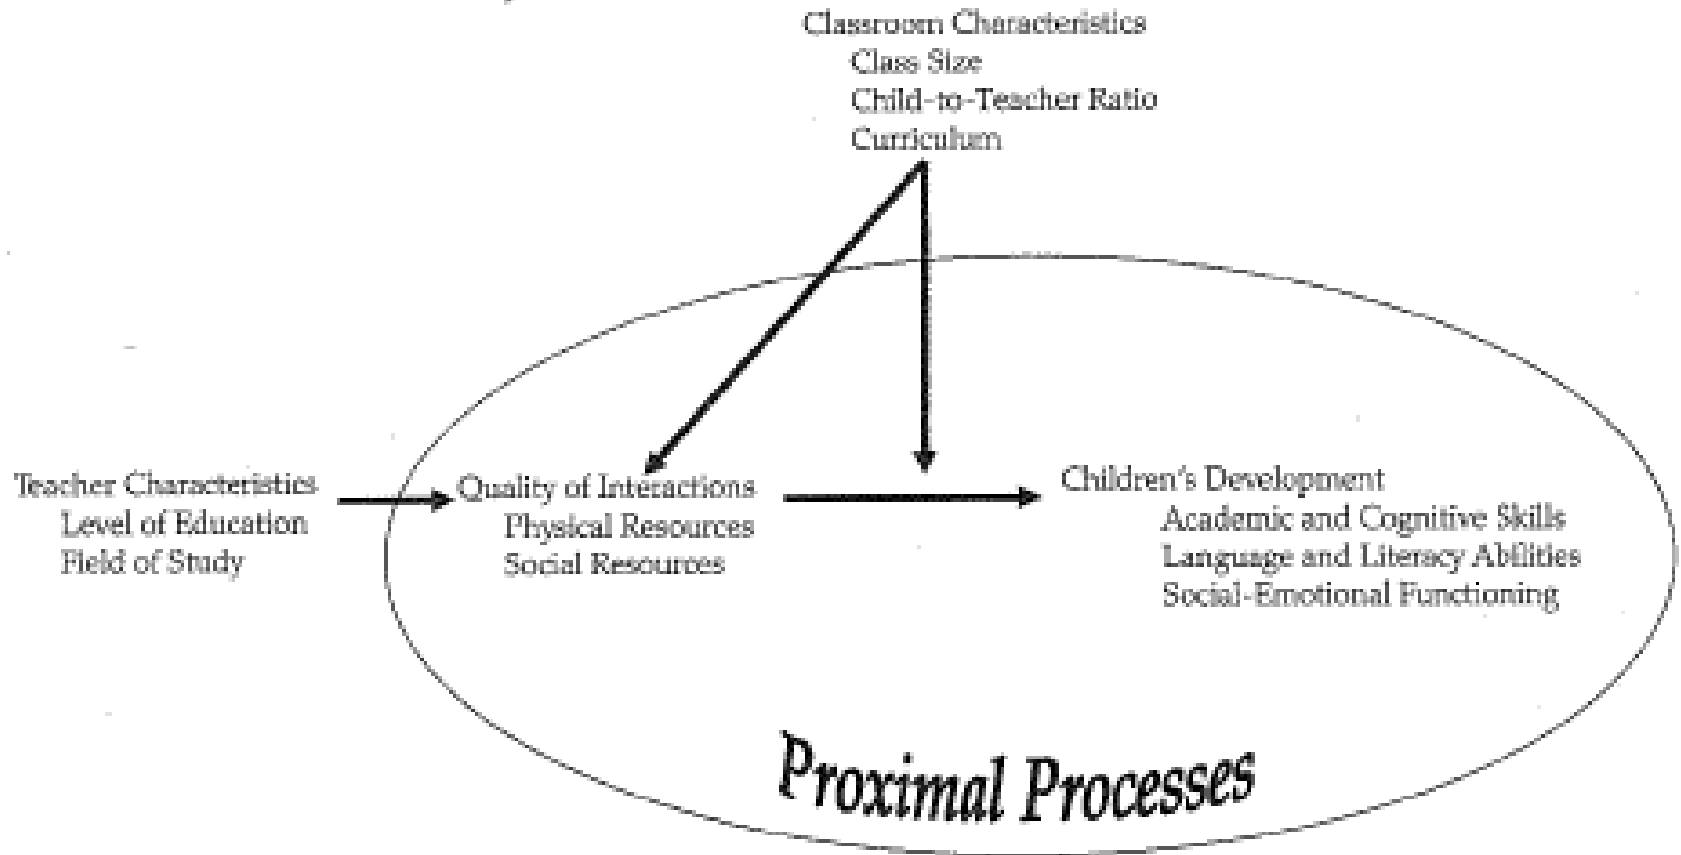 Classroom Characteristics
Class Size
Child-to-Teacher Ratio
Curriculum
Teacher Characteristics
Level of Education
Field of Study
Quality of Interactions
Physical Resources
Social Resources
Children's Development
Academic and Cognitive Skills
Language and Literacy Abilities
Social-Emotional Functioning
Proximal Processes